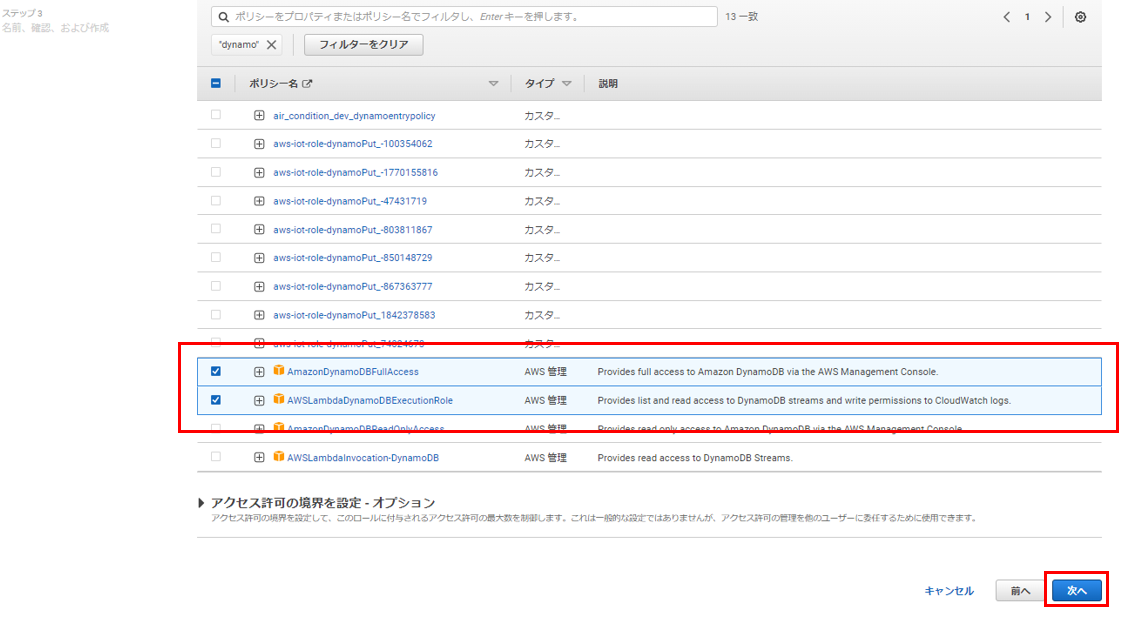 ステップ 3
名前、確認、および作成
ポリシーをプロパティまたはポリシー名でフィルタし、Enter キーを押します。
13 一致
1
"dynamo"
フィルターをクリア
ポリシー名 タイプ 説明
air_condition_dev_dynamoentrypolicy カスタ...
aws-iot-role-dynamoPut_-100354062 カスタ...
aws-iot-role-dynamoPut_-1770155816 カスタ...
aws-iot-role-dynamoPut_-47431719 カスタ...
aws-iot-role-dynamoPut_-803811867 カスタ...
aws-iot-role-dynamoPut_-850148729 カスタ...
aws-iot-role-dynamoPut_-867363777 カスタ...
aws-iot-role-dynamoPut_1842378583 カスタ...
aws-iot-role-dynamoPut_74024678 カスタ...
AmazonDynamoDBFullAccess AWS 管理 Provides full access to Amazon DynamoDB via the AWS Management Console.
AWSLambdaDynamoDBExecutionRole AWS 管理 Provides list and read access to DynamoDB streams and write permissions to CloudWatch logs.
AmazonDynamoDBReadOnlyAccess AWS 管理 Provides read only access to Amazon DynamoDB via the AWS Management Console.
AWSLambdaInvocation-DynamoDB AWS 管理 Provides read access to DynamoDB Streams.
アクセス許可の境界を設定 - オプション
アクセス許可の境界を設定して、このロールに付与されるアクセス許可の最大数を制御します。これは一般的な設定ではありませんが、アクセス許可の管理を他のユーザーに委任するために使用できます。
キャンセル 前へ 次へ